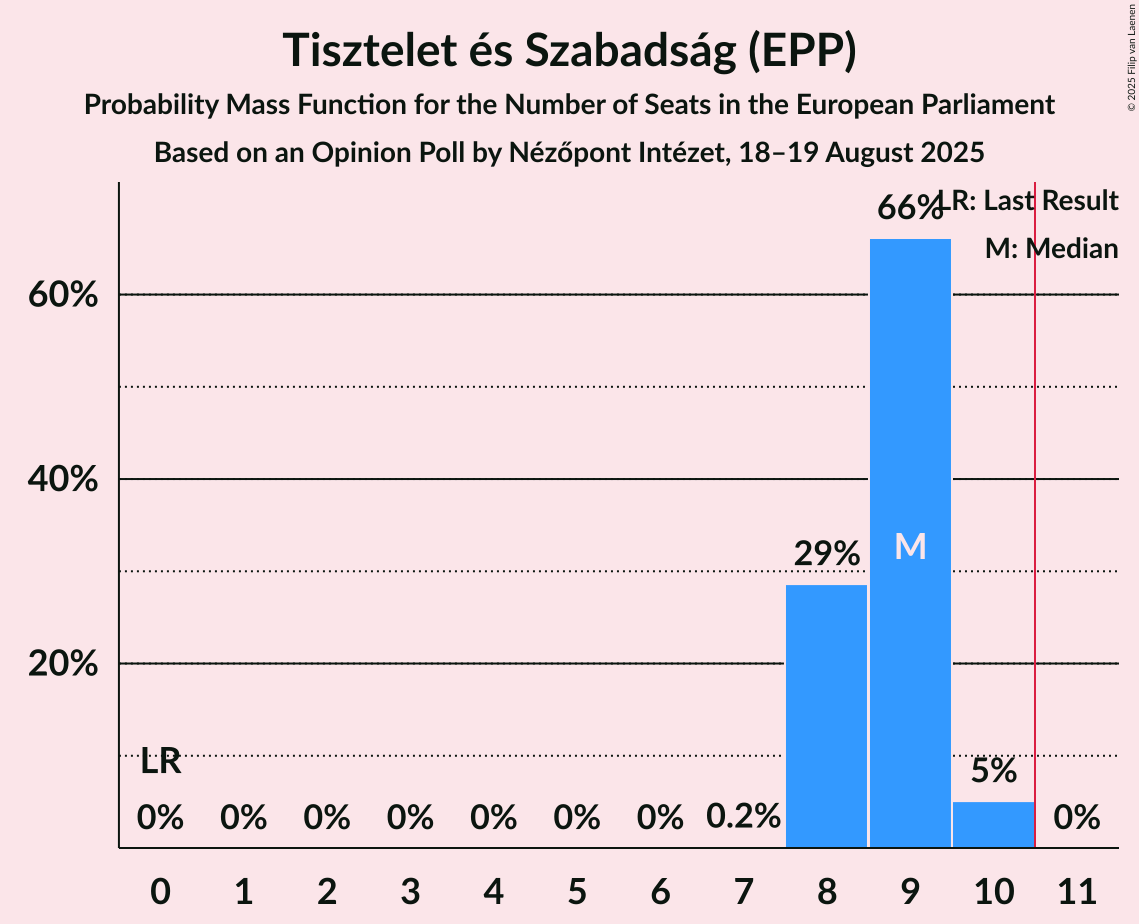 Tisztelet és Szabadság (EPP)
Probability Mass Function for the Number of Seats in the European Parliament
Based on an Opinion Poll by Nézőpont Intézet, 18–19 August 2025
© 2025 Filip van Laenen
LR: Last Result
M: Median
66%
60%
40%
29%
M
20%
LR
5%
0% 0% 0% 0% 0% 0% 0% 0.2% 0%
0 1 2 3 4 5 6 7 8 9 10 11